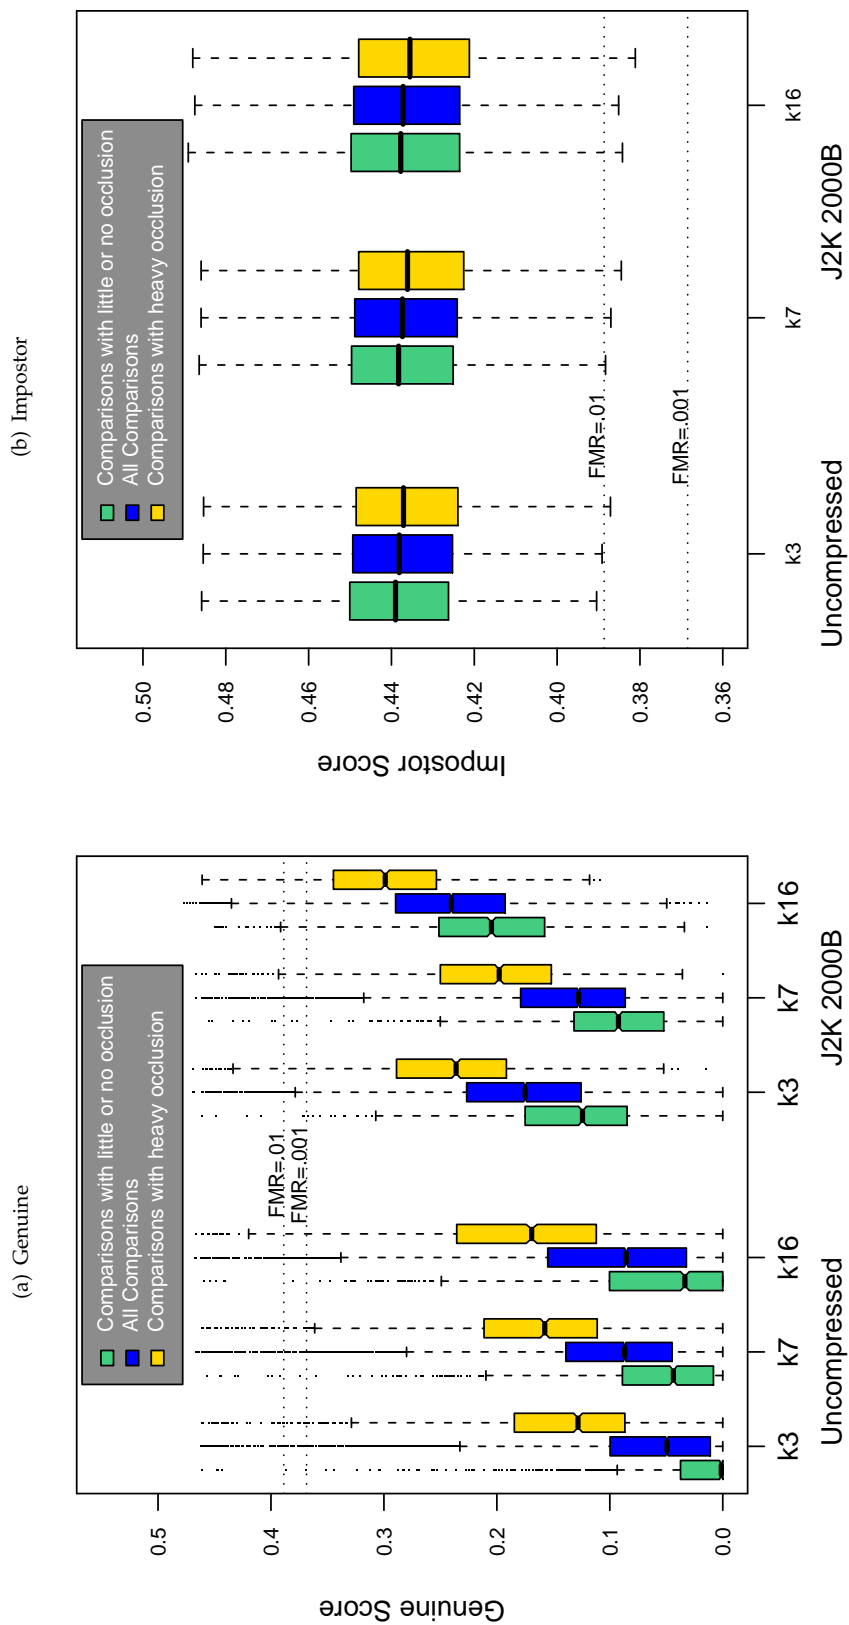 (a) Genuine
Comparisons with little or no occlusion
All Comparisons
Comparisons with heavy occlusion
Genuine Score
0.5
0.4
0.3
0.2
0.1
0.0
FMR=.01
FMR=.001
k3
k7
k16
k3
k7
k16
Uncompressed
J2K 2000B
(b) Impostor
Comparisons with little or no occlusion
All Comparisons
Comparisons with heavy occlusion
Impostor Score
0.50
0.48
0.46
0.44
0.42
0.40
0.38
0.36
FMR=.01
FMR=.001
k3
k7
k16
Uncompressed
J2K 2000B